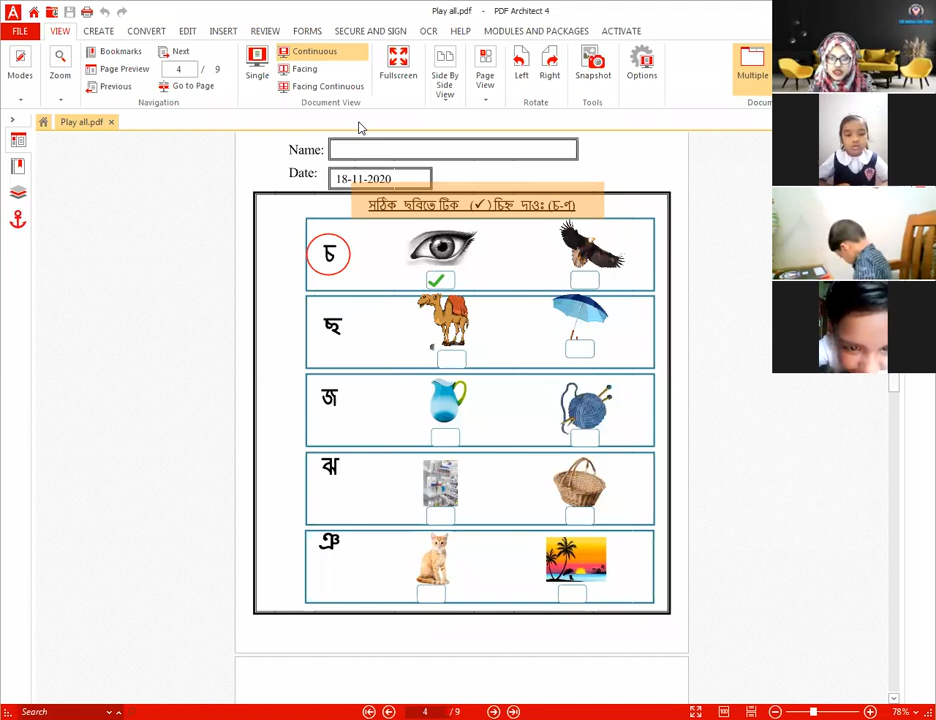 Play all.pdf - PDF Architect 4
FILE VIEW CREATE CONVERT EDIT INSERT REVIEW FORMS SECURE AND SIGN OCR HELP MODULES AND PACKAGES ACTIVATE
Modes
Zoom
Bookmarks Next
Page Preview 4 / 9
Previous Go to Page
Navigation
Single
Continuous
Facing
Facing Continuous
Document View
Fullscreen
Side By
Side
View
Page
View
Left Right
Rotate
Snapshot
Tools
Options
Multiple
Docum
Play all.pdf ×
Name:
Date: 18-11-2020
সঠিক ছবিতে টিক (✓) চিহ্ন দাওঃ (চ-ণ)
চ
ছ
জ
ঝ
ঞ
Search
4 / 9
78%